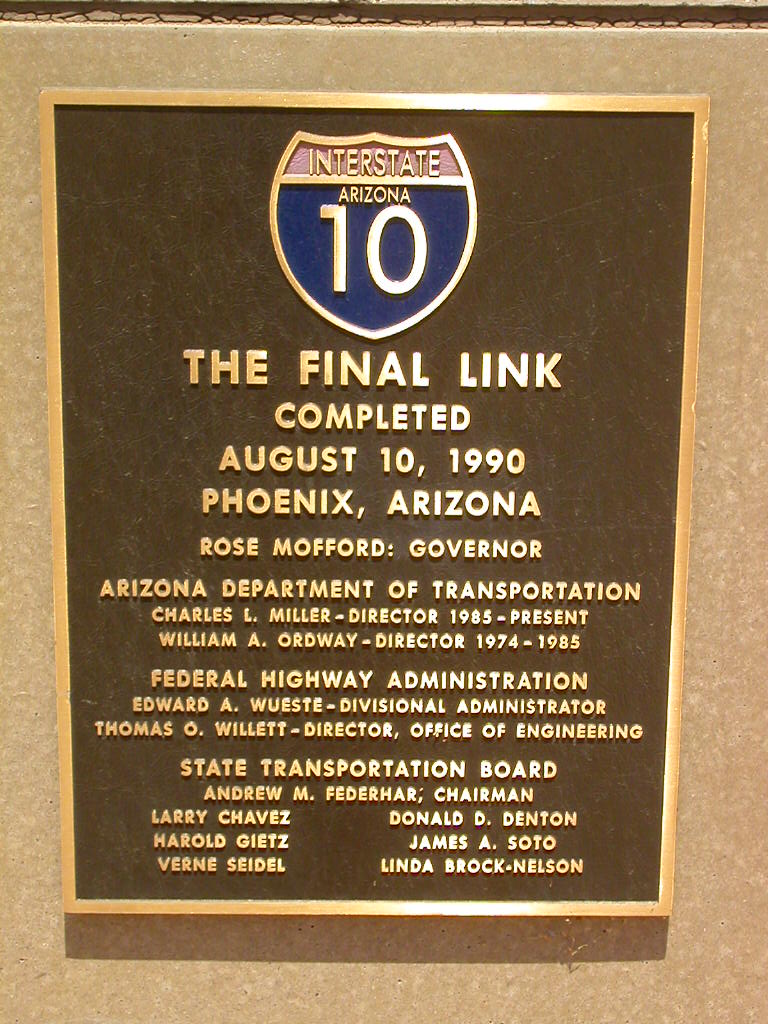 INTERSTATE
ARIZONA
10
THE FINAL LINK
COMPLETED
AUGUST 10, 1990
PHOENIX, ARIZONA
ROSE MOFFORD: GOVERNOR
ARIZONA DEPARTMENT OF TRANSPORTATION
CHARLES L. MILLER-DIRECTOR 1985-PRESENT
WILLIAM A. ORDWAY-DIRECTOR 1974-1985
FEDERAL HIGHWAY ADMINISTRATION
EDWARD A. WUESTE-DIVISIONAL ADMINISTRATOR
THOMAS O. WILLETT-DIRECTOR, OFFICE OF ENGINEERING
STATE TRANSPORTATION BOARD
ANDREW M. FEDERHAR, CHAIRMAN
LARRY CHAVEZ DONALD D. DENTON
HAROLD GIETZ JAMES A. SOTO
VERNE SEIDEL LINDA BROCK-NELSON